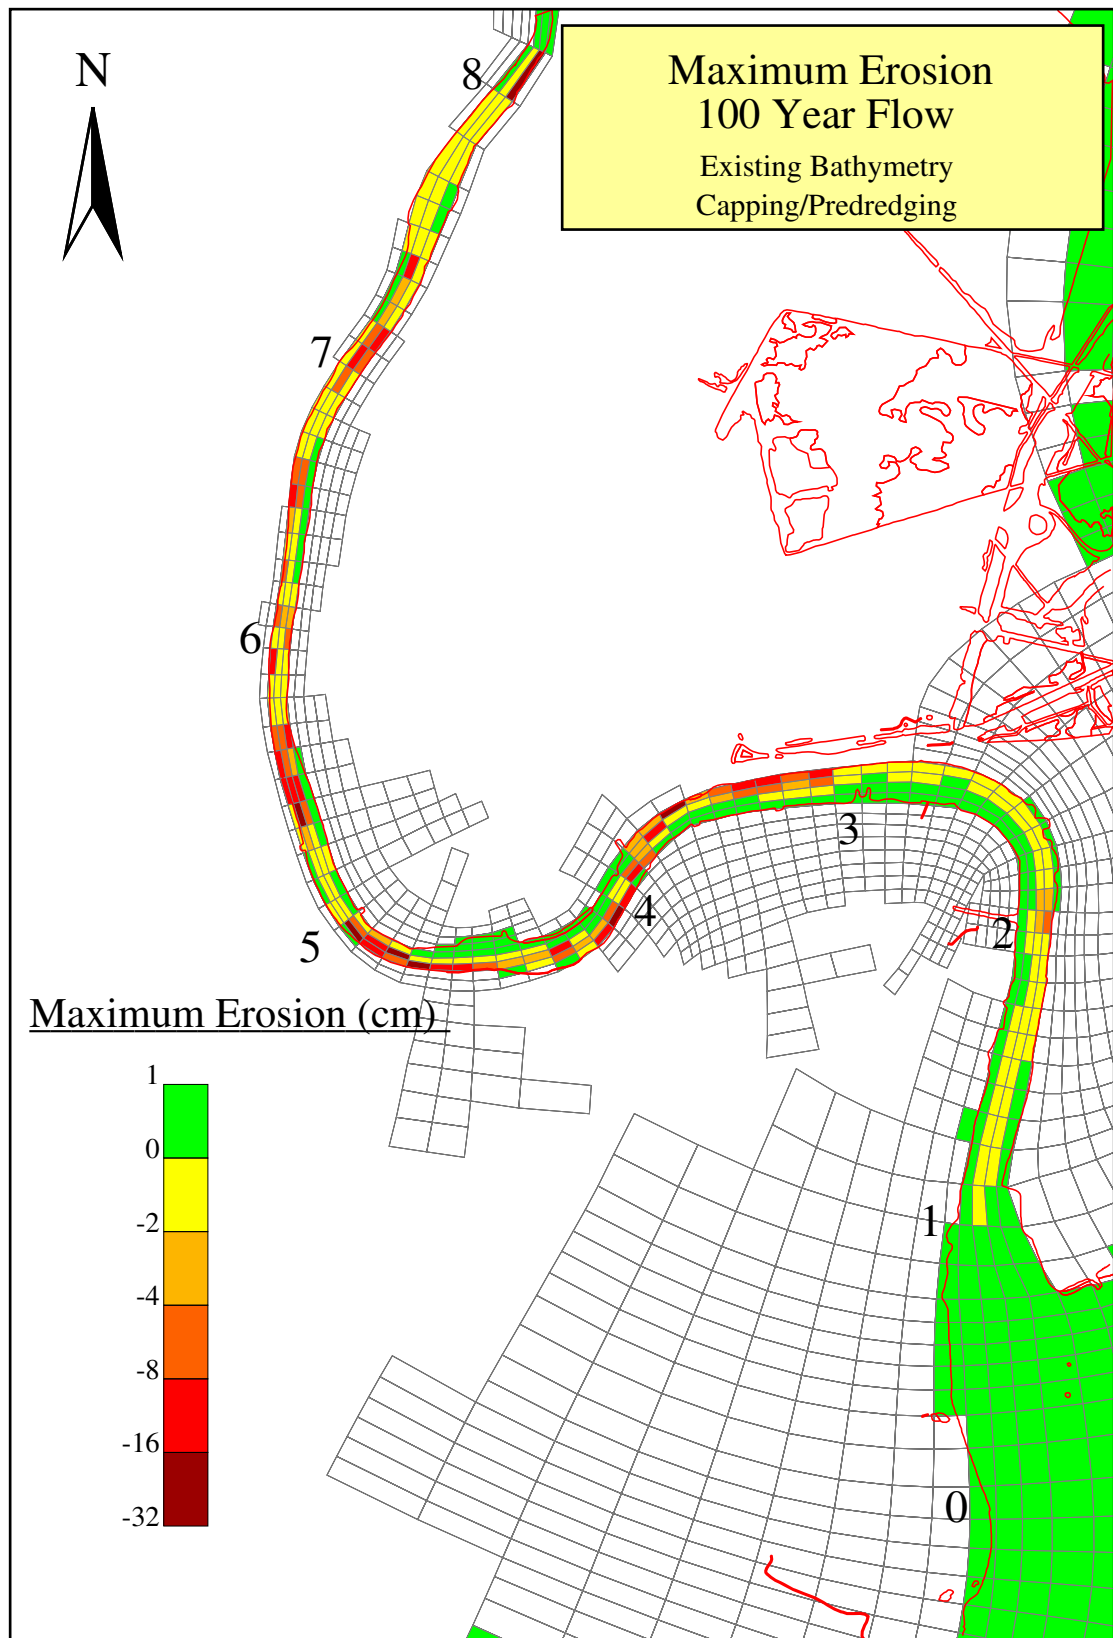 N
Maximum Erosion
100 Year Flow
Existing Bathymetry
Capping/Predredging
8
7
6
5
4
3
2
1
0
Maximum Erosion (cm)
1
0
-2
-4
-8
-16
-32